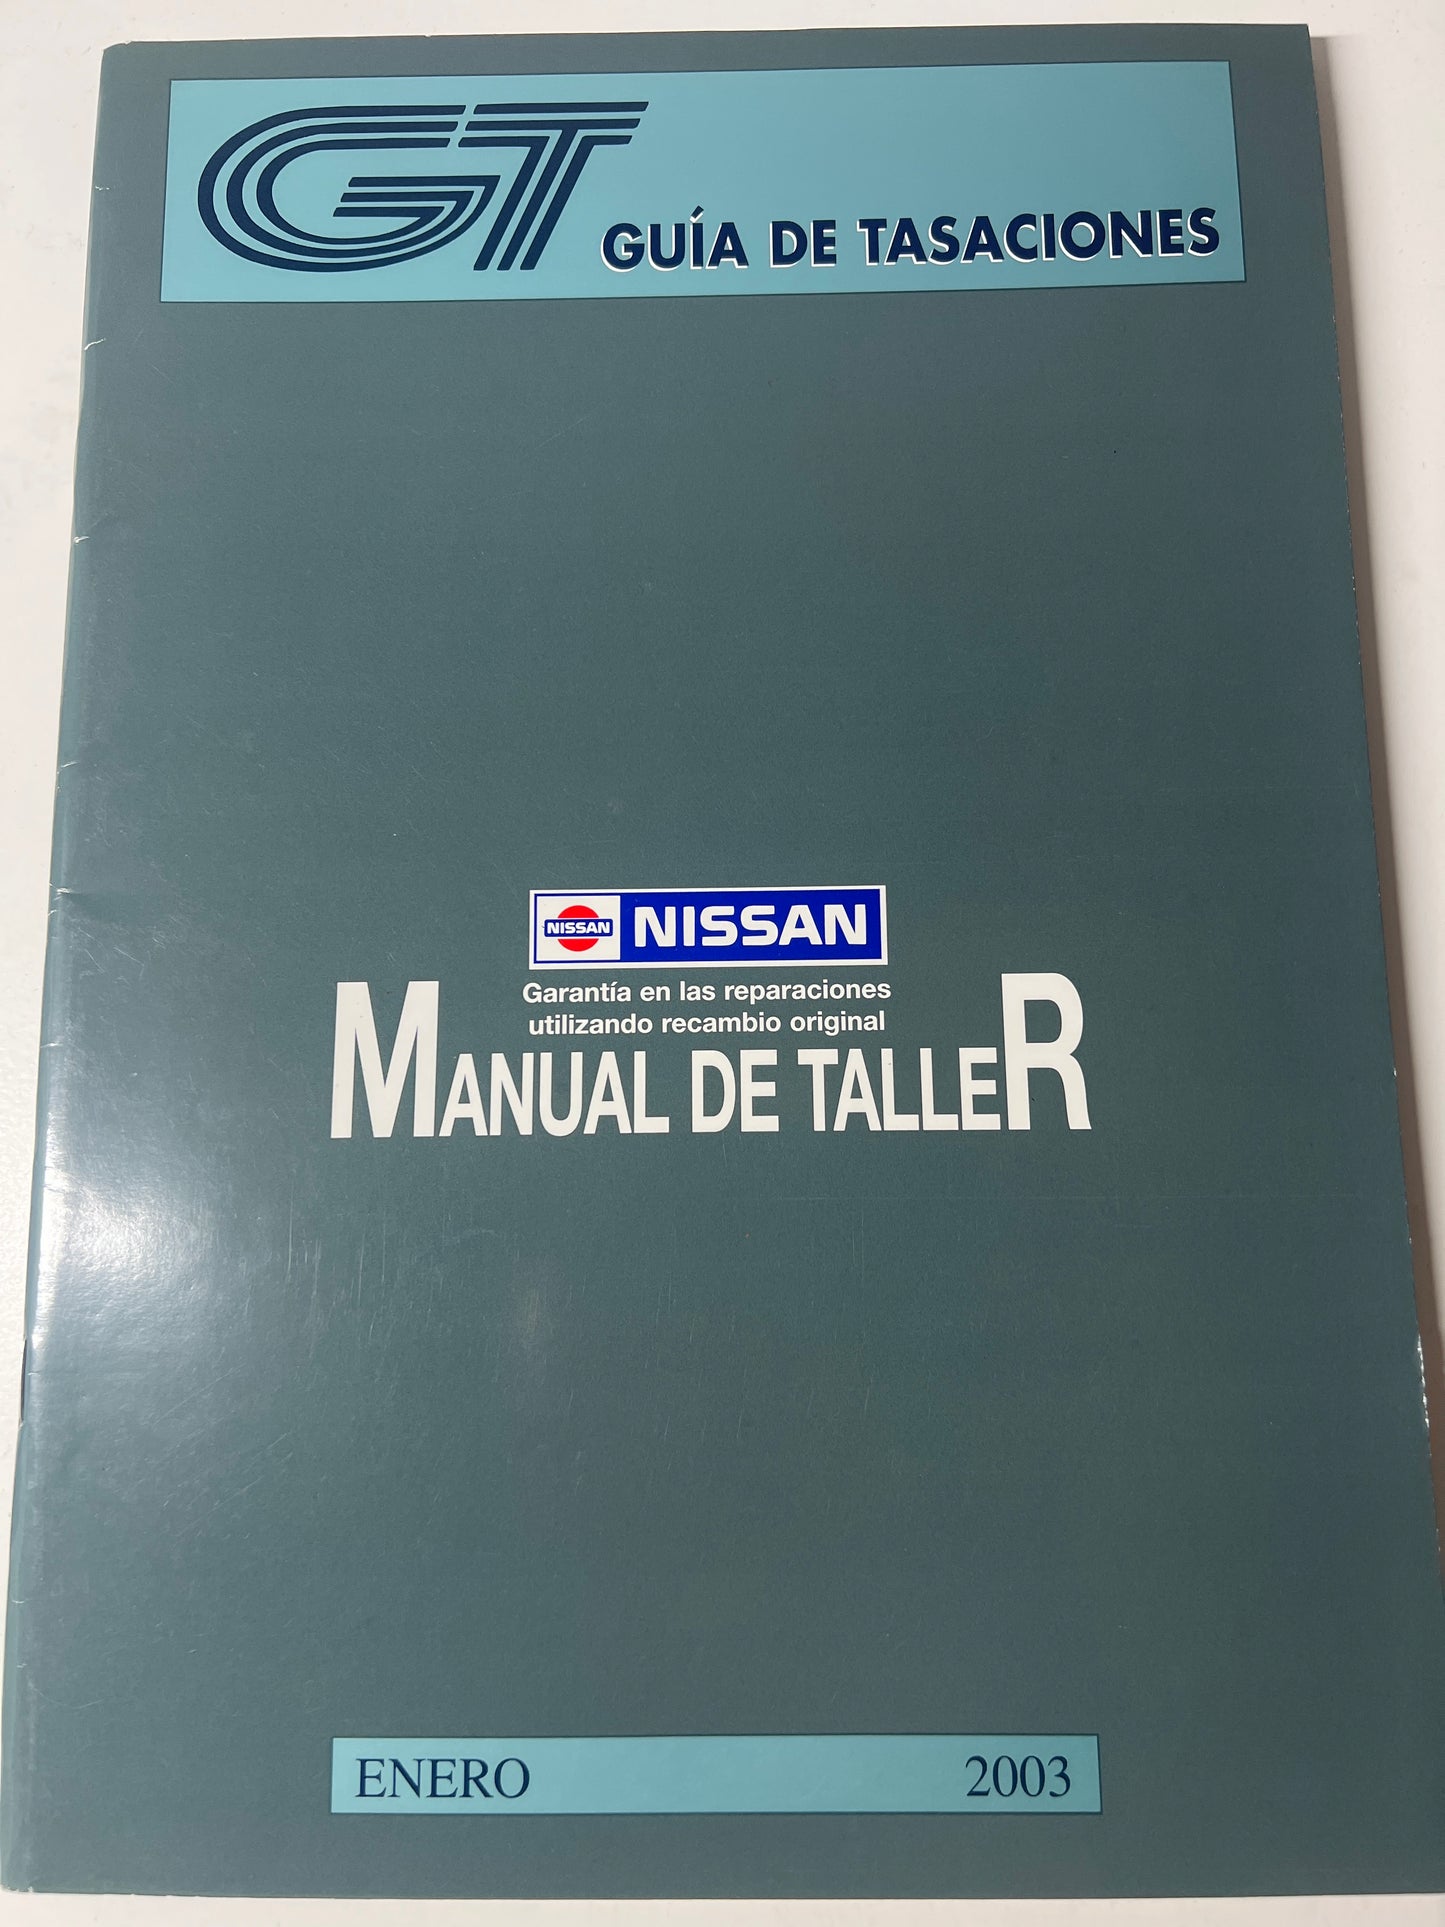 GT GUÍA DE TASACIONES
NISSAN NISSAN
Garantía en las reparaciones
utilizando recambio original
MANUAL DE TALLER
ENERO 2003